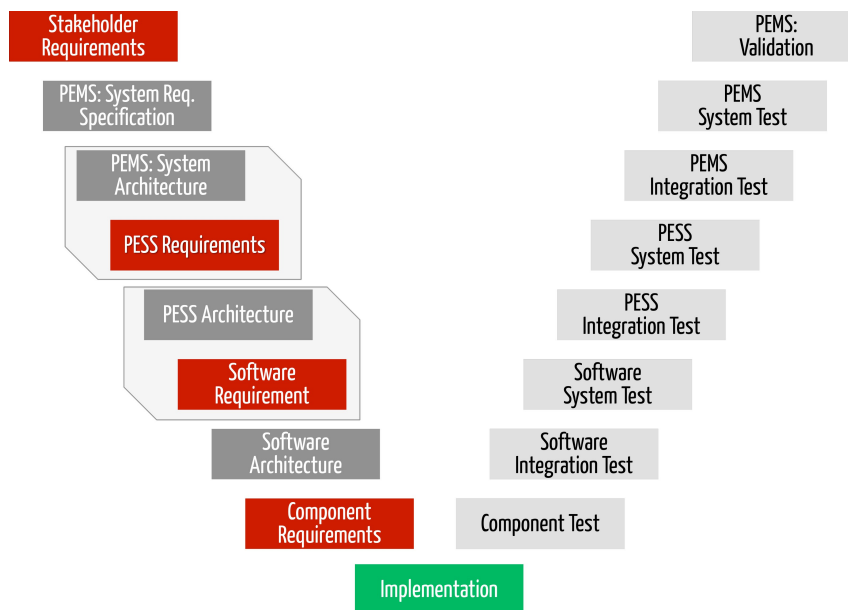 Stakeholder
Requirements
PEMS:
Validation
PEMS: System Req.
Specification
PEMS
System Test
PEMS: System
Architecture
PEMS
Integration Test
PESS Requirements
PESS
System Test
PESS Architecture
PESS
Integration Test
Software
Requirement
Software
System Test
Software
Architecture
Software
Integration Test
Component
Requirements
Component Test
Implementation